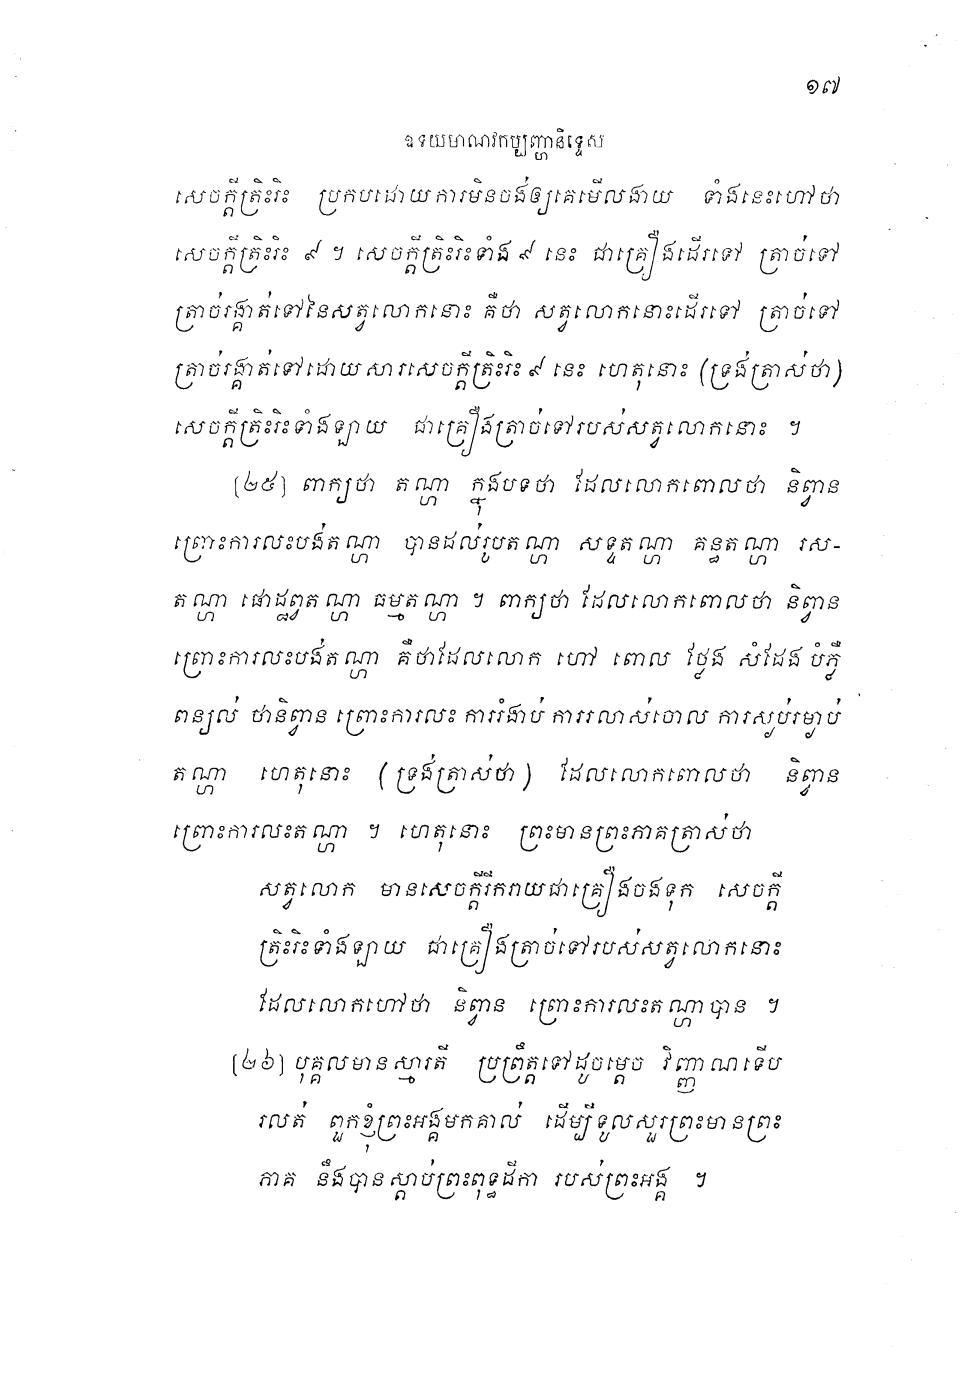 ១៧
ឧទយមាណវកប្បញ្ហានិទ្ទេស
សេចក្ដីត្រិះរិះ ប្រកបដោយការមិនចង់ឲ្យគេមើលងាយ ទាំងនេះហៅថា
សេចក្ដីត្រិះរិះ ៩ ។ សេចក្ដីត្រិះរិះទាំង ៩ នេះ ជាគ្រឿងដើរទៅ ត្រាច់ទៅ
ត្រាច់រង្គាត់ទៅនៃសត្វលោកនោះ គឺថា សត្វលោកនោះដើរទៅ ត្រាច់ទៅ
ត្រាច់រង្គាត់ទៅដោយសារសេចក្ដីត្រិះរិះ ៩ នេះ ហេតុនោះ (ទ្រង់ត្រាស់ថា)
សេចក្ដីត្រិះរិះទាំងឡាយ ជាគ្រឿងត្រាច់ទៅរបស់សត្វលោកនោះ ។
[២៥] ពាក្យថា តណ្ហា ក្នុងបទថា ដែលលោកពោលថា និព្វាន
ព្រោះការលះបង់តណ្ហា បានដល់រូបតណ្ហា សទ្ទតណ្ហា គន្ធតណ្ហា រស-
តណ្ហា ផោដ្ឋព្វតណ្ហា ធម្មតណ្ហា ។ ពាក្យថា ដែលលោកពោលថា និព្វាន
ព្រោះការលះបង់តណ្ហា គឺថាដែលលោក ហៅ ពោល ថ្លែង សំដែង បំភ្លឺ
ពន្យល់ ថានិព្វាន ព្រោះការលះ ការរំងាប់ ការរលាស់ចោល ការស្ងប់រម្ងាប់
តណ្ហា ហេតុនោះ (ទ្រង់ត្រាស់ថា) ដែលលោកពោលថា និព្វាន
ព្រោះការលះតណ្ហា ។ ហេតុនោះ ព្រះមានព្រះភាគត្រាស់ថា
សត្វលោក មានសេចក្ដីរីករាយជាគ្រឿងចងទុក សេចក្ដី
ត្រិះរិះទាំងឡាយ ជាគ្រឿងត្រាច់ទៅរបស់សត្វលោកនោះ
ដែលលោកហៅថា និព្វាន ព្រោះការលះតណ្ហាបាន ។
[២៦] បុគ្គលមានស្មារតី ប្រព្រឹត្តទៅដូចម្ដេច វិញ្ញាណទើប
រលត់ ពួកខ្ញុំព្រះអង្គមកគាល់ ដើម្បីទូលសួរព្រះមានព្រះ
ភាគ នឹងបានស្ដាប់ព្រះពុទ្ធដីកា របស់ព្រះអង្គ ។